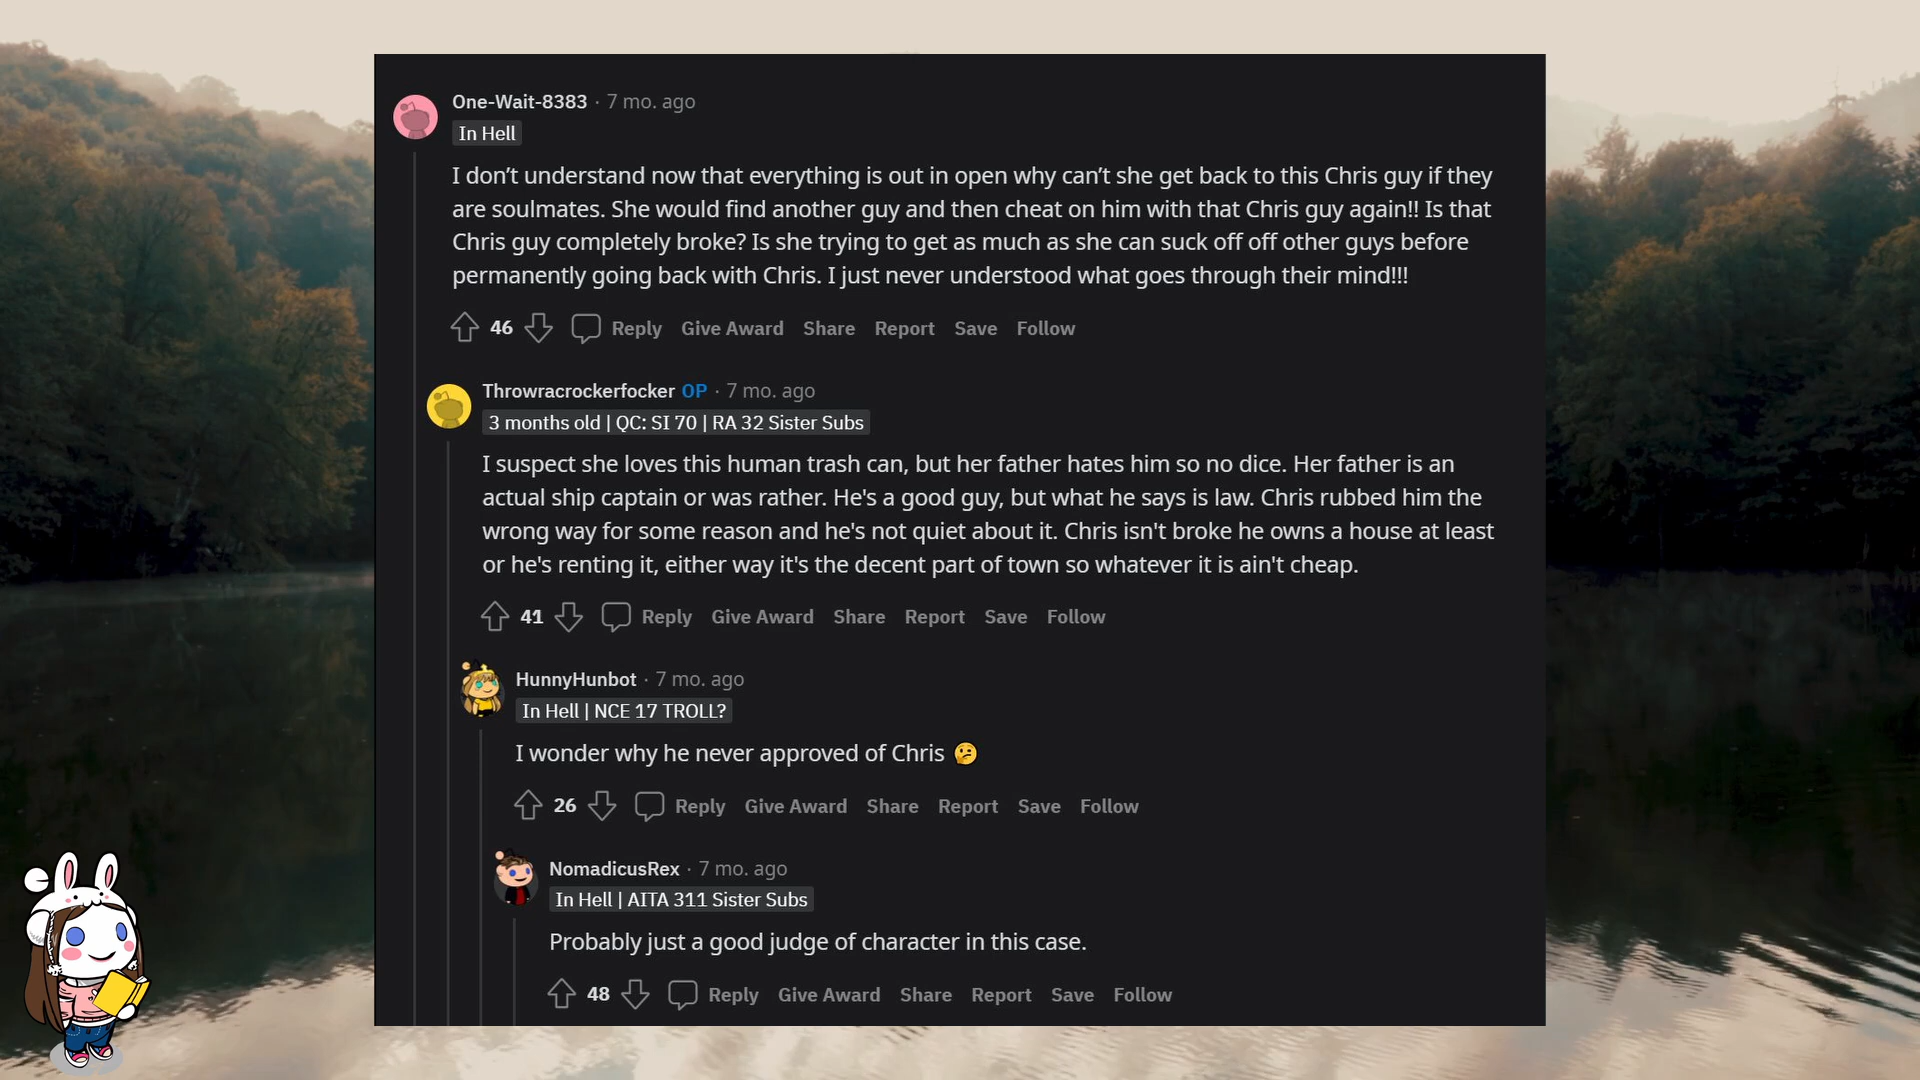 One-Wait-8383 · 7 mo. ago
In Hell
I don’t understand now that everything is out in open why can’t she get back to this Chris guy if they
are soulmates. She would find another guy and then cheat on him with that Chris guy again!! Is that
Chris guy completely broke? Is she trying to get as much as she can suck off off other guys before
permanently going back with Chris. I just never understood what goes through their mind!!!
46 Reply Give Award Share Report Save Follow
Throwracrockerfocker OP · 7 mo. ago
3 months old | QC: SI 70 | RA 32 Sister Subs
I suspect she loves this human trash can, but her father hates him so no dice. Her father is an
actual ship captain or was rather. He's a good guy, but what he says is law. Chris rubbed him the
wrong way for some reason and he's not quiet about it. Chris isn't broke he owns a house at least
or he's renting it, either way it's the decent part of town so whatever it is ain't cheap.
41 Reply Give Award Share Report Save Follow
HunnyHunbot · 7 mo. ago
In Hell | NCE 17 TROLL?
I wonder why he never approved of Chris 🤔
26 Reply Give Award Share Report Save Follow
NomadicusRex · 7 mo. ago
In Hell | AITA 311 Sister Subs
Probably just a good judge of character in this case.
48 Reply Give Award Share Report Save Follow